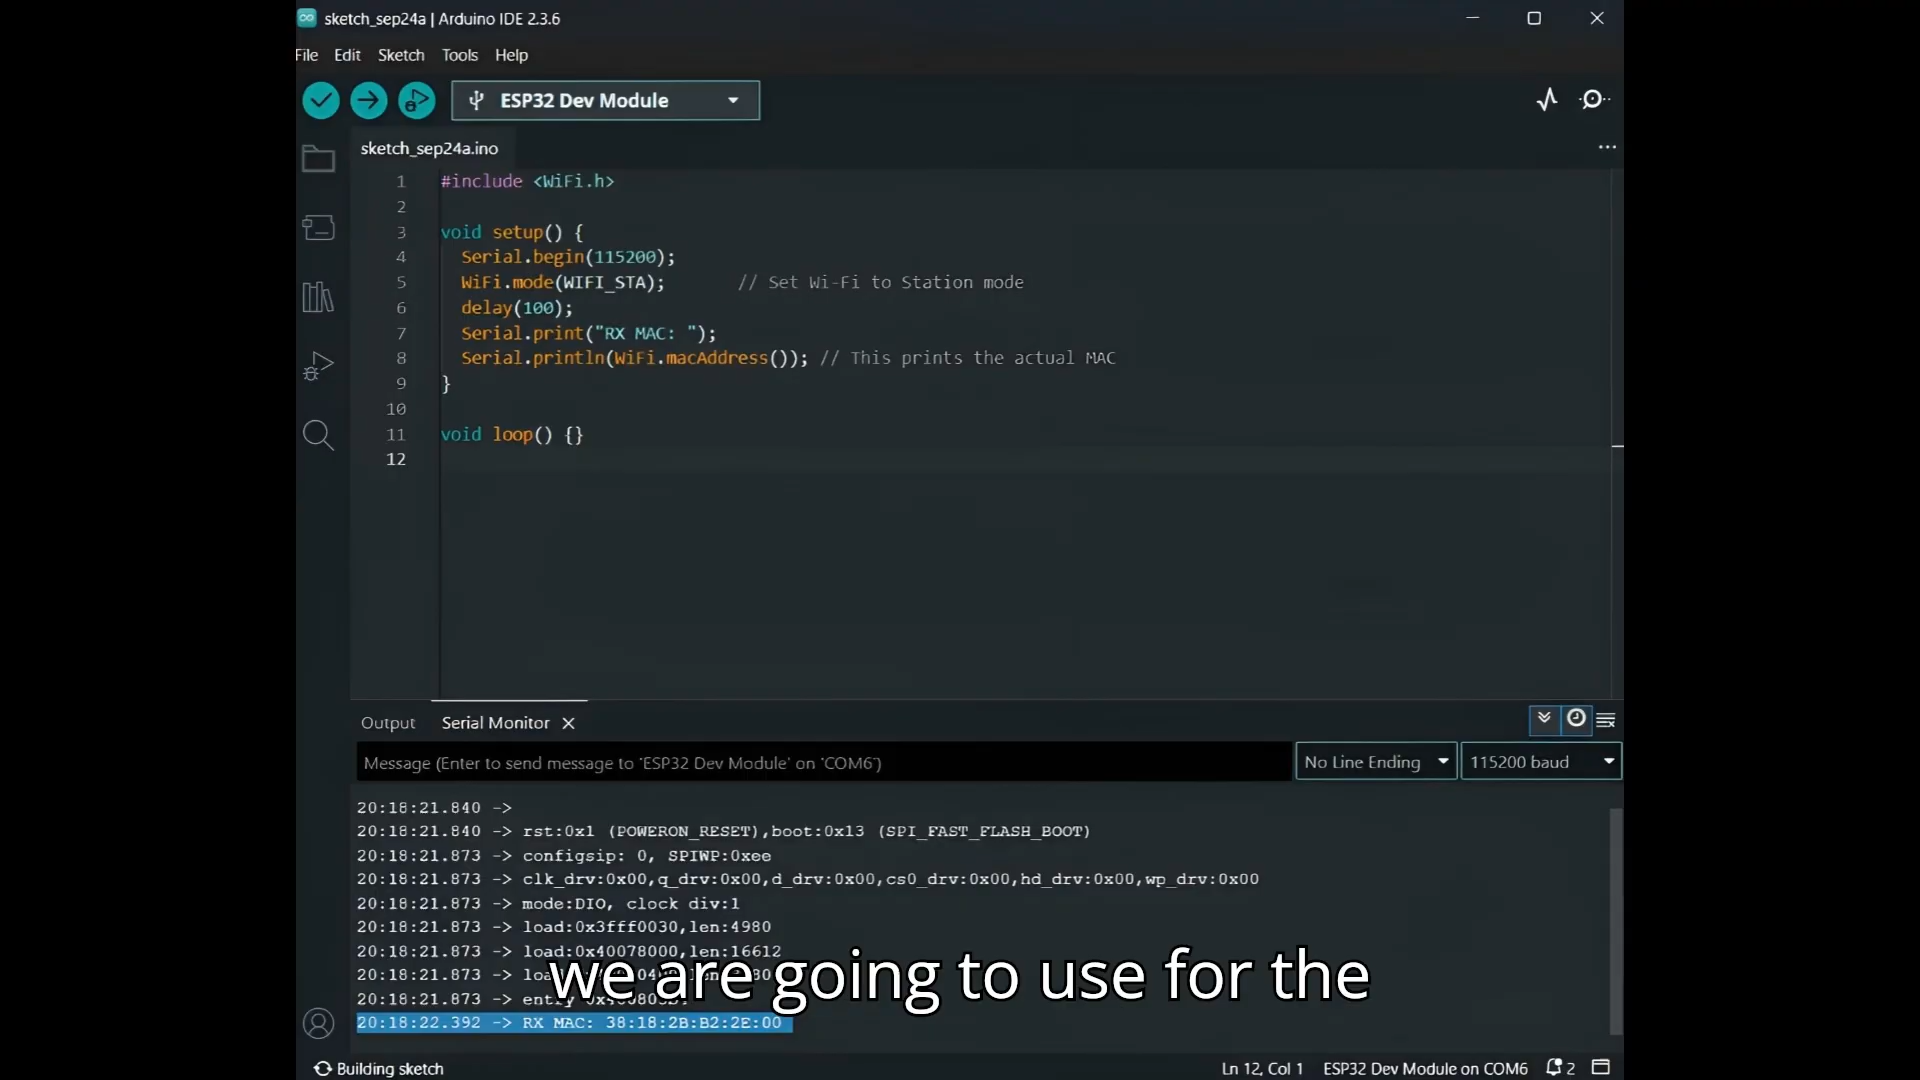 sketch_sep24a | Arduino IDE 2.3.6
File Edit Sketch Tools Help
ESP32 Dev Module
sketch_sep24a.ino
1 #include <WiFi.h>
2
3 void setup() {
4 Serial.begin(115200);
5 WiFi.mode(WIFI_STA); // Set Wi-Fi to Station mode
6 delay(100);
7 Serial.print("RX MAC: ");
8 Serial.println(WiFi.macAddress()); // This prints the actual MAC
9 }
10
11 void loop() {}
12
Output Serial Monitor
Message (Enter to send message to 'ESP32 Dev Module' on 'COM6') No Line Ending 115200 baud
20:18:21.840 ->
20:18:21.840 -> rst:0x1 (POWERON_RESET),boot:0x13 (SPI_FAST_FLASH_BOOT)
20:18:21.873 -> configsip: 0, SPIWP:0xee
20:18:21.873 -> clk_drv:0x00,q_drv:0x00,d_drv:0x00,cs0_drv:0x00,hd_drv:0x00,wp_drv:0x00
20:18:21.873 -> mode:DIO, clock div:1
20:18:21.873 -> load:0x3fff0030,len:4980
20:18:21.873 -> load:0x40078000,len:16612
20:18:21.873 ->
we are going to use for the
20:18:21.873 -> entry
20:18:22.392 -> RX MAC: 38:18:2B:B2:2E:00
Building sketch Ln 12, Col 1 ESP32 Dev Module on COM6 2